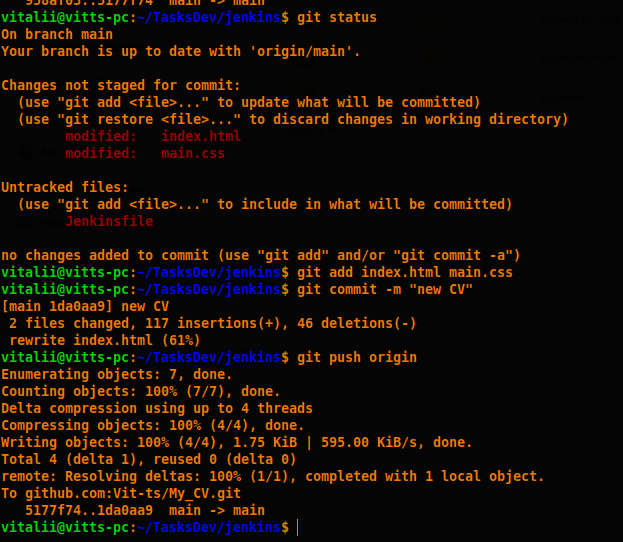 958af03..5177f74  main -> main
vitalii@vitts-pc:~/TasksDev/jenkins$ git status
On branch main
Your branch is up to date with 'origin/main'.

Changes not staged for commit:
  (use "git add <file>..." to update what will be committed)
  (use "git restore <file>..." to discard changes in working directory)
        modified:   index.html
        modified:   main.css

Untracked files:
  (use "git add <file>..." to include in what will be committed)
        Jenkinsfile

no changes added to commit (use "git add" and/or "git commit -a")
vitalii@vitts-pc:~/TasksDev/jenkins$ git add index.html main.css
vitalii@vitts-pc:~/TasksDev/jenkins$ git commit -m "new CV"
[main 1da0aa9] new CV
 2 files changed, 117 insertions(+), 46 deletions(-)
 rewrite index.html (61%)
vitalii@vitts-pc:~/TasksDev/jenkins$ git push origin
Enumerating objects: 7, done.
Counting objects: 100% (7/7), done.
Delta compression using up to 4 threads
Compressing objects: 100% (4/4), done.
Writing objects: 100% (4/4), 1.75 KiB | 595.00 KiB/s, done.
Total 4 (delta 1), reused 0 (delta 0)
remote: Resolving deltas: 100% (1/1), completed with 1 local object.
To github.com:Vit-ts/My_CV.git
   5177f74..1da0aa9  main -> main
vitalii@vitts-pc:~/TasksDev/jenkins$